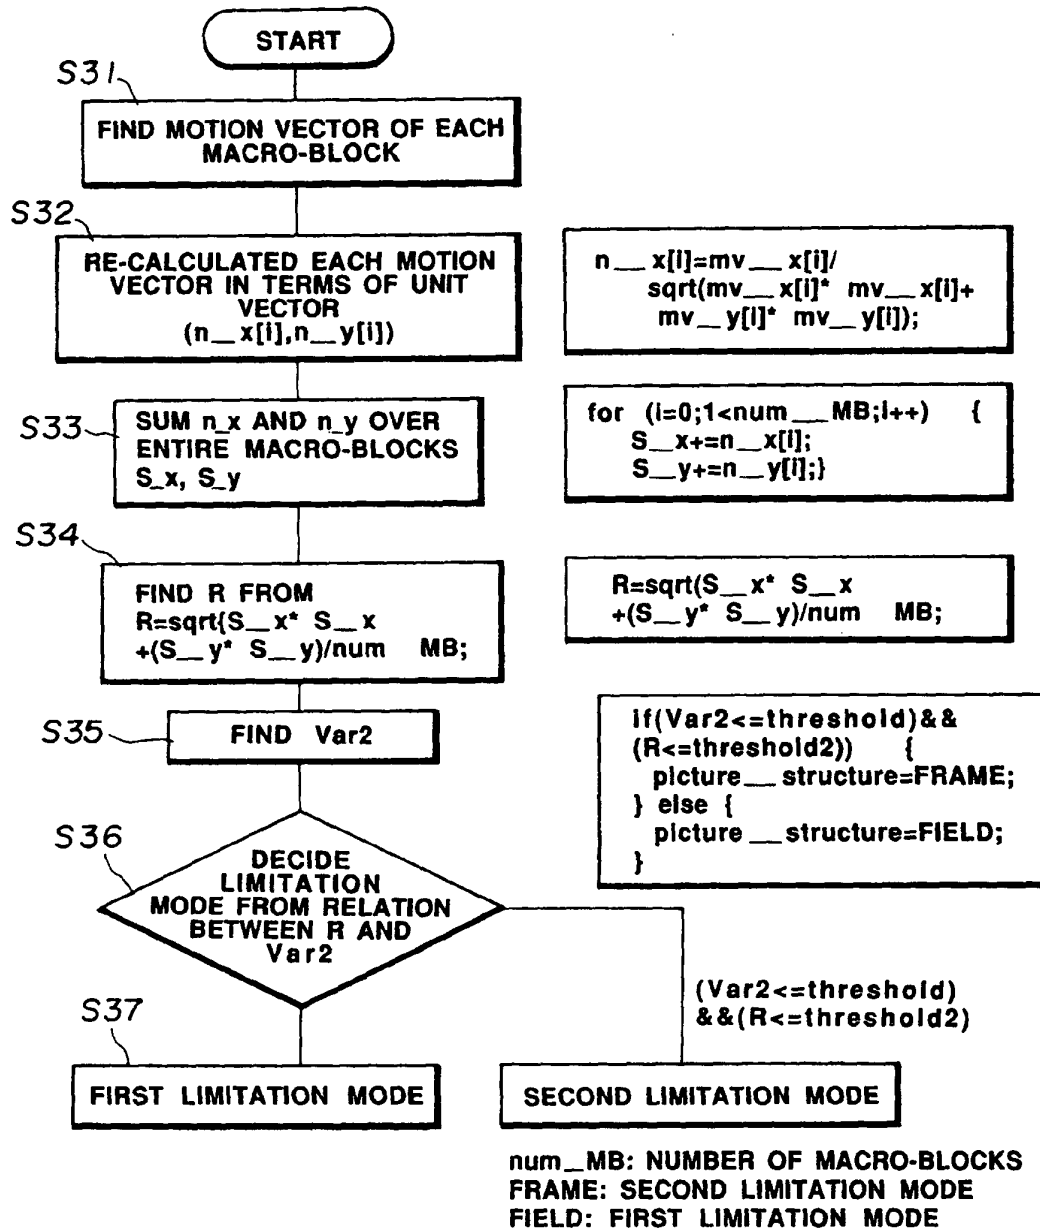 START
S31
FIND MOTION VECTOR OF EACH
MACRO-BLOCK
S32
RE-CALCULATED EACH MOTION
VECTOR IN TERMS OF UNIT
VECTOR
(n__x[i],n__y[i])
n__x[i]=mv__x[i]/
sqrt(mv__x[i]* mv__x[i]+
mv__y[i]* mv__y[i]);
S33
SUM n_x AND n_y OVER
ENTIRE MACRO-BLOCKS
S_x, S_y
for (i=0;1<num__MB;i++) {
S__x+=n__x[i];
S__y+=n__y[i];}
S34
FIND R FROM
R=sqrt{S__x* S__x
+(S__y* S__y)/num MB;
R=sqrt(S__x* S__x
+(S__y* S__y)/num MB;
S35
FIND Var2
if(Var2<=threshold)&&
(R<=threshold2)) {
picture__structure=FRAME;
} else {
picture__structure=FIELD;
}
S36
DECIDE
LIMITATION
MODE FROM RELATION
BETWEEN R AND
Var2
(Var2<=threshold)
&&(R<=threshold2)
S37
FIRST LIMITATION MODE
SECOND LIMITATION MODE
num_MB: NUMBER OF MACRO-BLOCKS
FRAME: SECOND LIMITATION MODE
FIELD: FIRST LIMITATION MODE